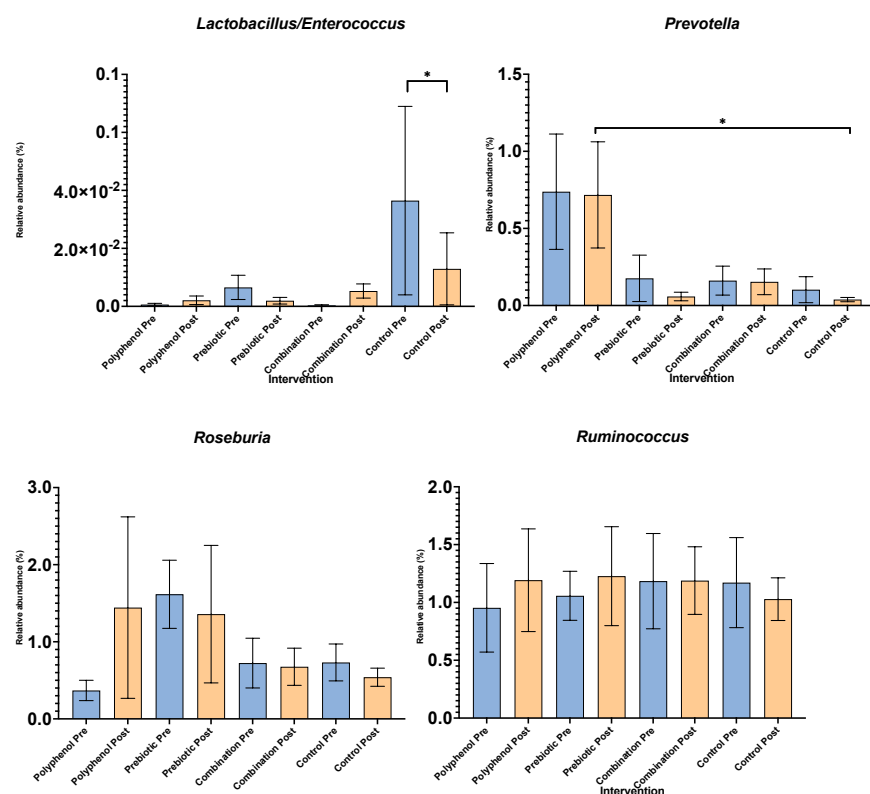 Lactobacillus/Enterococcus
Relative abundance (%)
0.1
0.1
4.0×10⁻²
2.0×10⁻²
0.0
*
Polyphenol Pre
Polyphenol Post
Prebiotic Pre
Prebiotic Post
Combination Pre
Combination Post
Control Pre
Control Post
Intervention
Prevotella
Relative abundance (%)
1.5
1.0
0.5
0.0
*
Polyphenol Pre
Polyphenol Post
Prebiotic Pre
Prebiotic Post
Combination Pre
Combination Post
Control Pre
Control Post
Intervention
Roseburia
Relative abundance (%)
3.0
2.0
1.0
0.0
Polyphenol Pre
Polyphenol Post
Prebiotic Pre
Prebiotic Post
Combination Pre
Combination Post
Control Pre
Control Post
Ruminococcus
Relative abundance (%)
2.0
1.5
1.0
0.5
0.0
Polyphenol Pre
Polyphenol Post
Prebiotic Pre
Prebiotic Post
Combination Pre
Combination Post
Control Pre
Control Post
Intervention